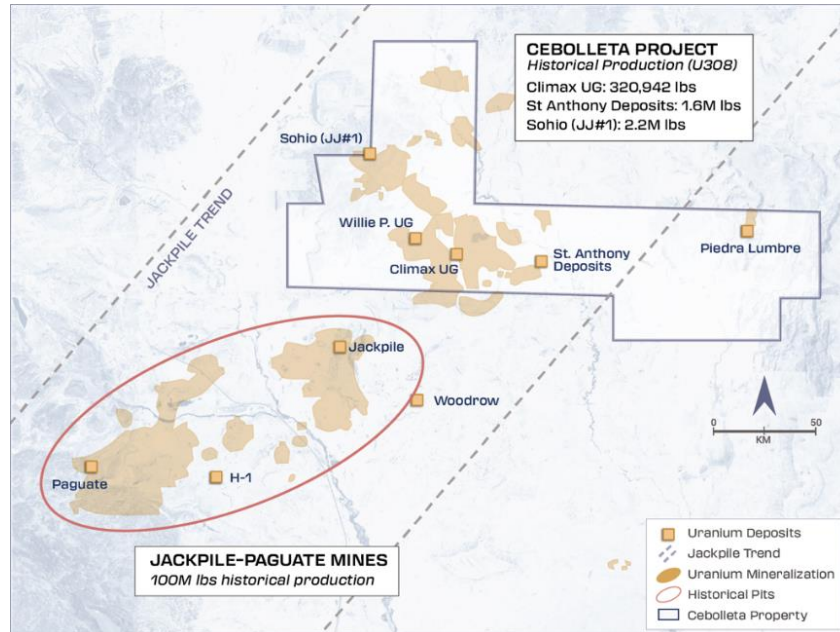 CEBOLLETA PROJECT
Historical Production (U308)
Climax UG: 320,942 lbs
St Anthony Deposits: 1.6M lbs
Sohio (JJ#1): 2.2M lbs
Sohio (JJ#1)
JACKPILE TREND
Willie P. UG
Climax UG
St. Anthony
Deposits
Piedra Lumbre
Jackpile
Woodrow
Paguate
H-1
0 50
KM
JACKPILE-PAGUATE MINES
100M lbs historical production
Uranium Deposits
Jackpile Trend
Uranium Mineralization
Historical Pits
Cebolleta Property